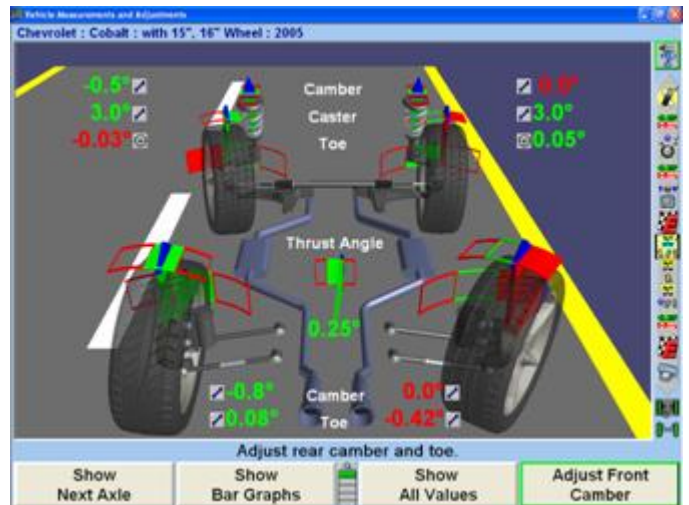 Vehicle Measurements and Adjustments
Chevrolet : Cobalt : with 15", 16" Wheel : 2005
-0.5° Camber
3.0° Caster 3.0°
-0.03° Toe 0.05°
Thrust Angle
0.25°
-0.8° Camber 0.0°
0.08° Toe -0.42°
Adjust rear camber and toe.
Show Show Show Adjust Front
Next Axle Bar Graphs All Values Camber